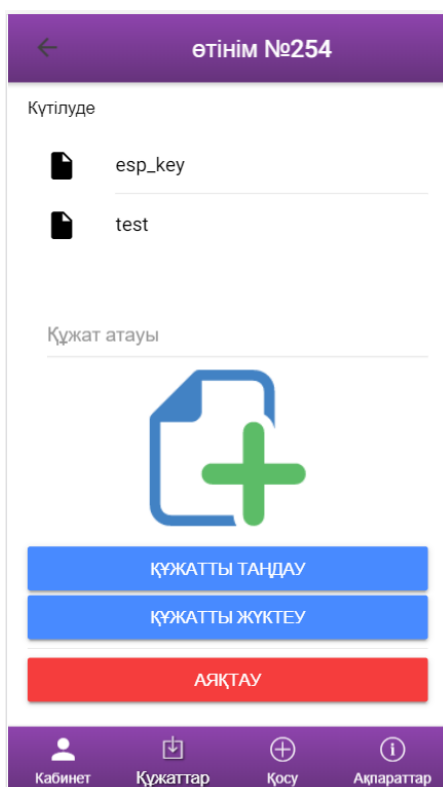 өтінім №254
Күтілуде
esp_key
test
Құжат атауы
ҚҰЖАТТЫ ТАҢДАУ
ҚҰЖАТТЫ ЖҮКТЕУ
АЯҚТАУ
Кабинет Құжаттар Қосу Ақпараттар